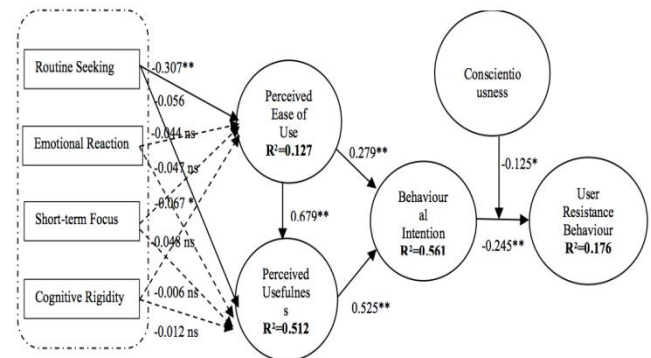 Routine Seeking
Emotional Reaction
Short-term Focus
Cognitive Rigidity
-0.307**
-0.056
-0.044 ns
-0.047 ns
-0.067 *
-0.048 ns
-0.006 ns
-0.012 ns
Perceived
Ease of
Use
R²=0.127
0.679**
Perceived
Usefulnes
s
R²=0.512
0.279**
0.525**
Behaviour
al
Intention
R²=0.561
Conscientio
usness
-0.125*
-0.245**
User
Resistance
Behaviour
R²=0.176